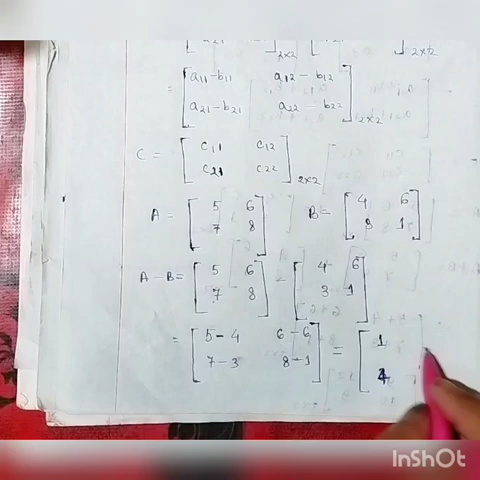 2x2 2x2
= [ a11-b11 a12-b12
a21-b21 a22-b22 ] 2x2
C = [ c11 c12
c21 c22 ] 2x2
A = [ 5 6
7 8 ] B = [ 4 6
3 1 ]
A - B = [ 5 6
7 8 ] - [ 4 6
3 1 ]
= [ 5-4 6-6
7-3 8-1 ] = [ 1
4
InShOt